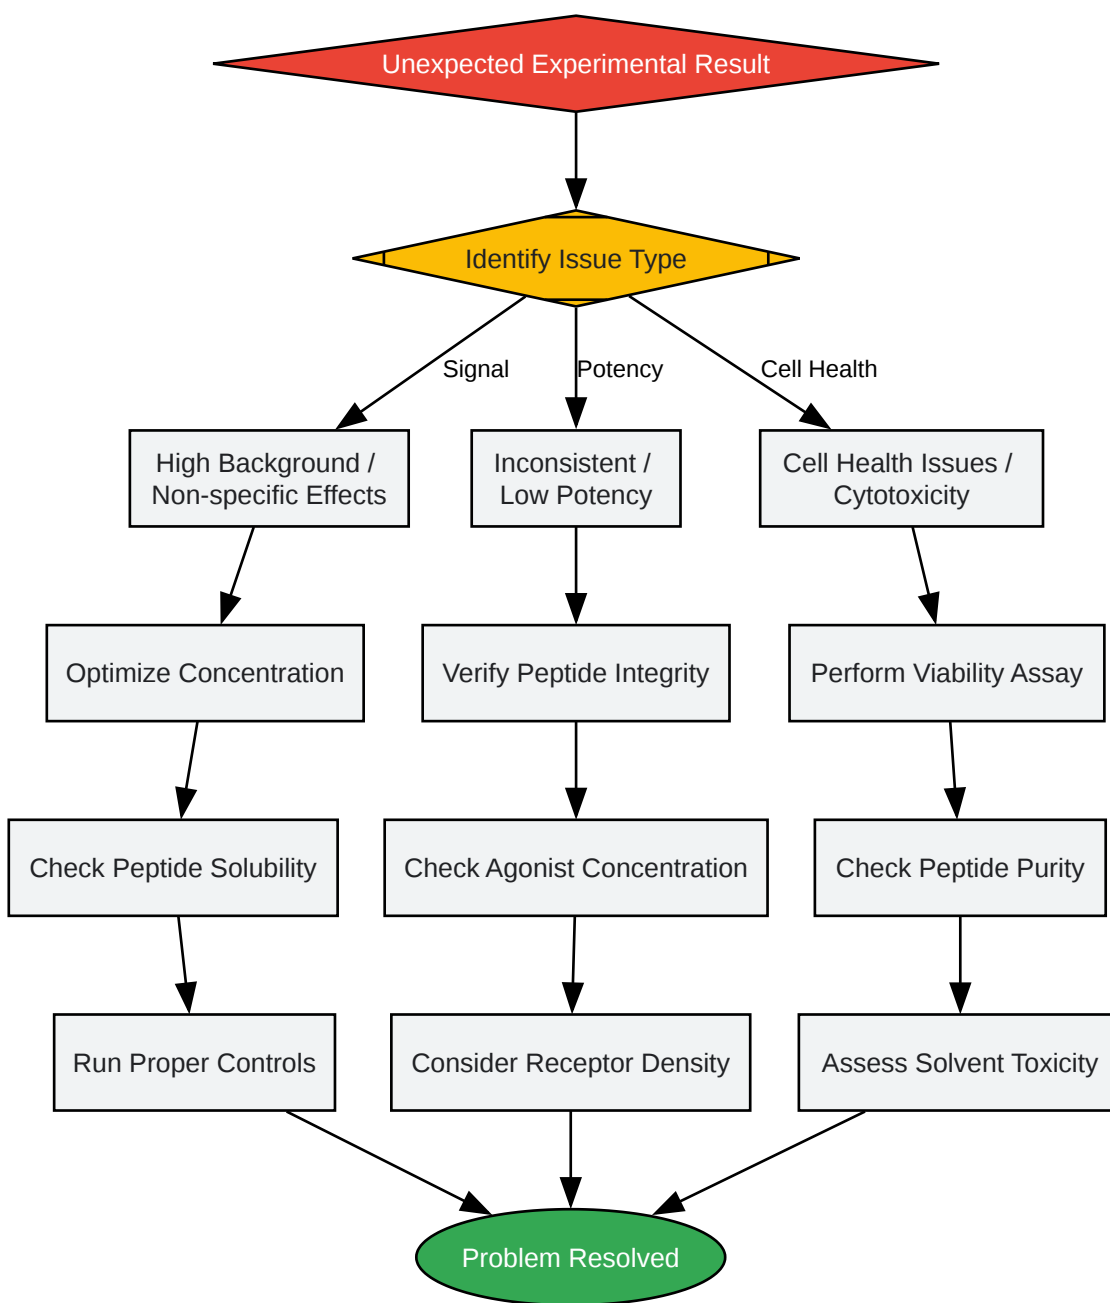 Unexpected Experimental Result
Identify Issue Type
Signal
Potency
Cell Health
High Background /
Non-specific Effects
Inconsistent /
Low Potency
Cell Health Issues /
Cytotoxicity
Optimize Concentration
Verify Peptide Integrity
Perform Viability Assay
Check Peptide Solubility
Check Agonist Concentration
Check Peptide Purity
Run Proper Controls
Consider Receptor Density
Assess Solvent Toxicity
Problem Resolved